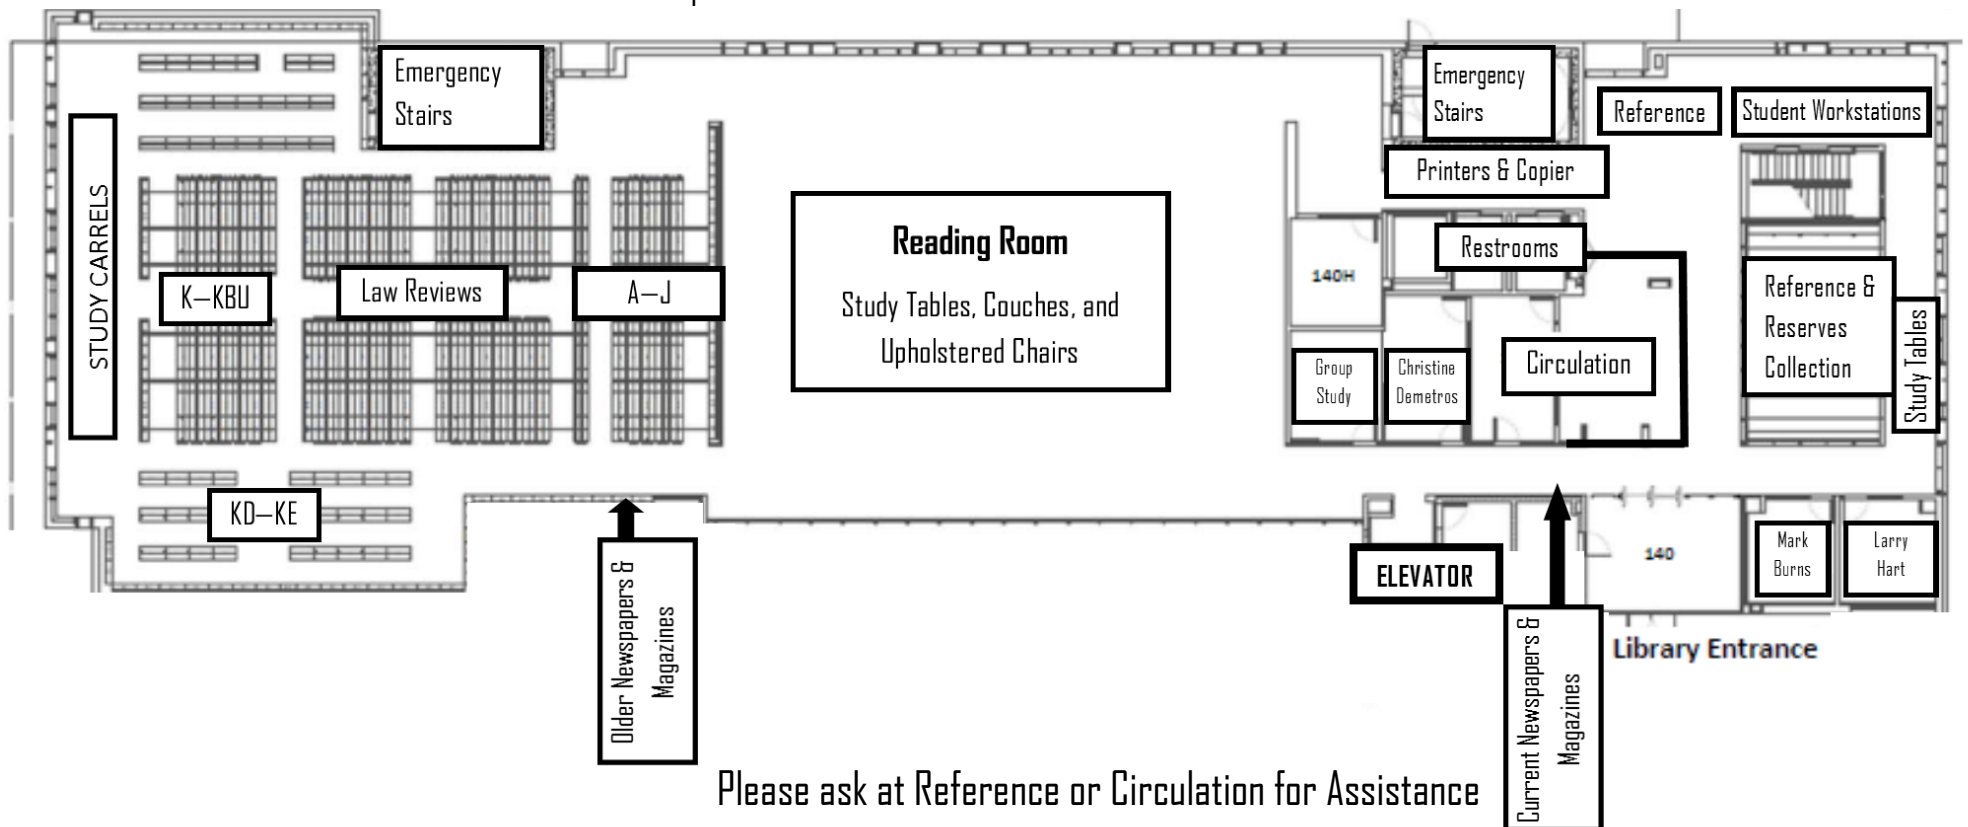 Emergency
Stairs
Emergency
Stairs
Reference
Student Workstations
Printers & Copier
STUDY CARRELS
K–KBU
Law Reviews
A–J
Reading Room
Study Tables, Couches, and
Upholstered Chairs
140H
Restrooms
Group
Study
Christine
Demetros
Circulation
Reference &
Reserves
Collection
Study Tables
KD–KE
Older Newspapers &
Magazines
ELEVATOR
Current Newspapers &
Magazines
140
Mark
Burns
Larry
Hart
Library Entrance
Please ask at Reference or Circulation for Assistance